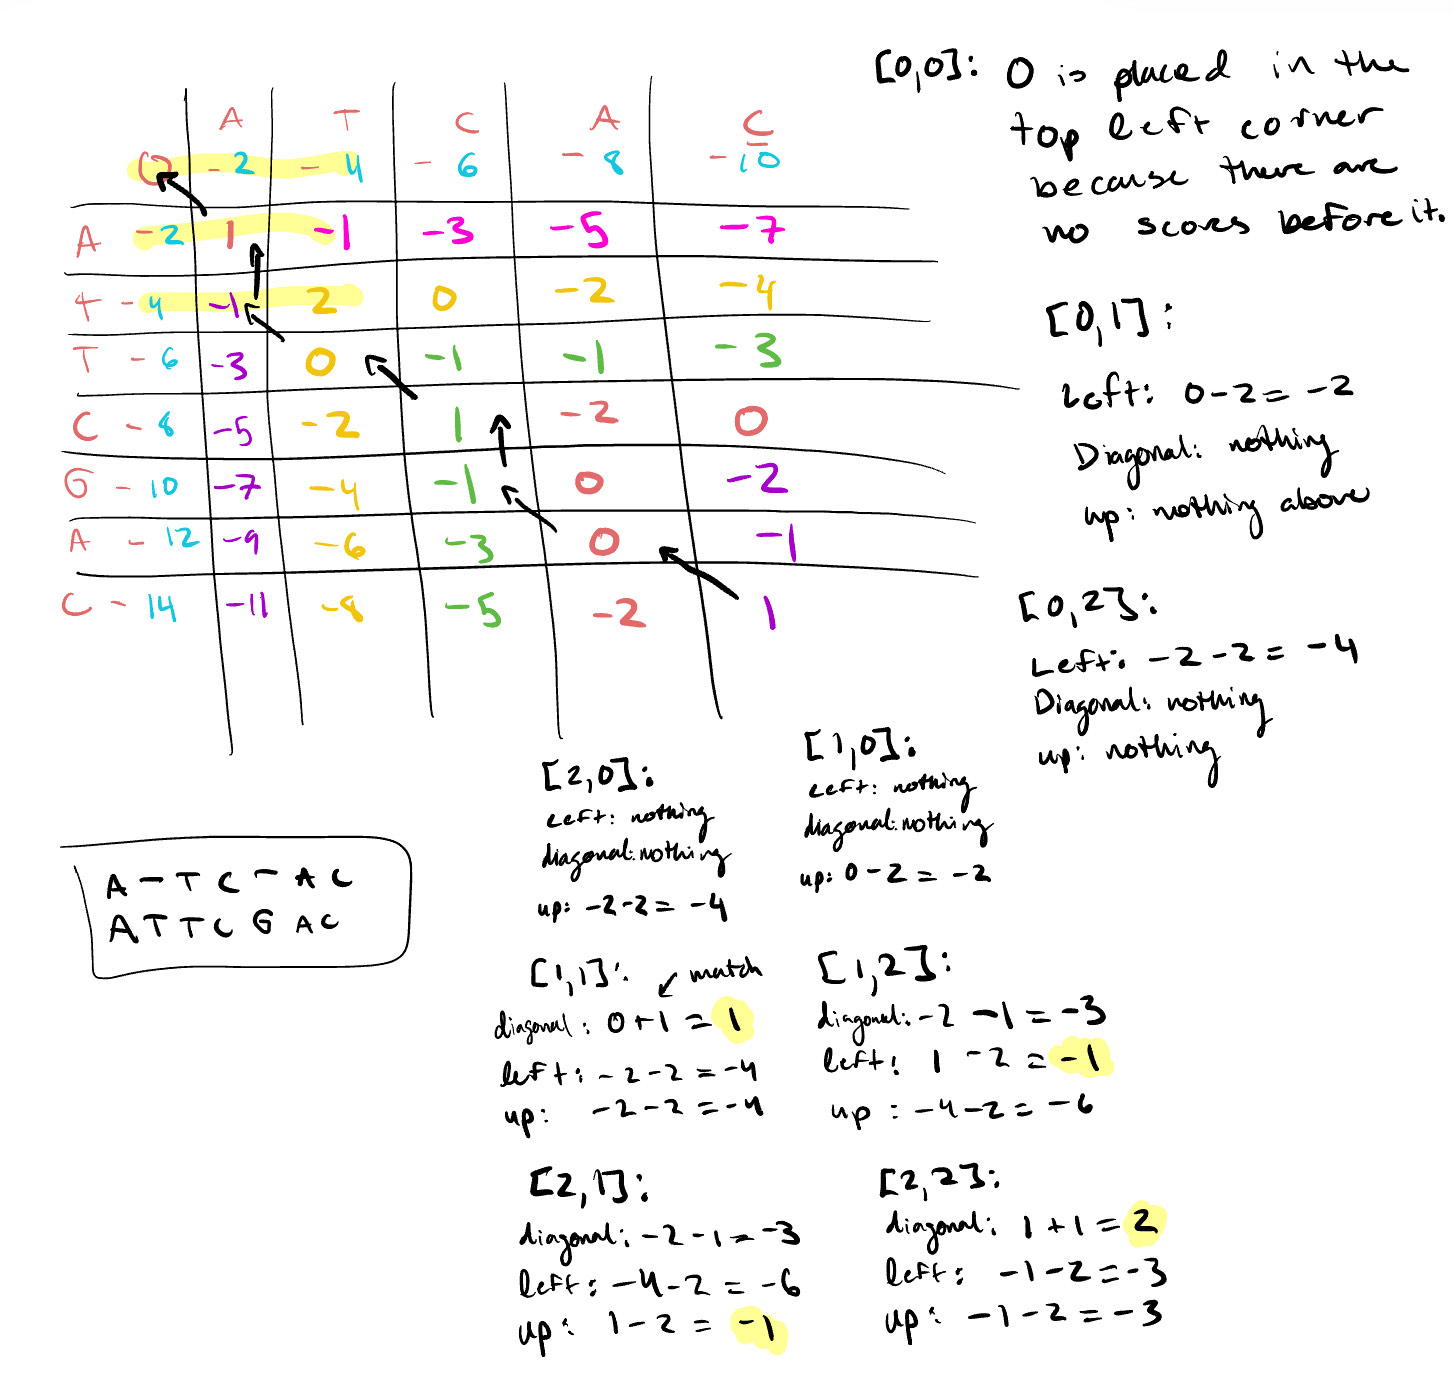 A T C A C
0 -2 -4 -6 -8 -10
A -2 1 -1 -3 -5 -7
T -4 -1 2 0 -2 -4
T -6 -3 0 -1 -1 -3
C -8 -5 -2 1 -2 0
G -10 -7 -4 -1 0 -2
A -12 -9 -6 -3 0 -1
C -14 -11 -8 -5 -2 1
[0,0]: 0 is placed in the
top left corner
because there are
no scores before it.
[0,1]:
Left: 0-2 = -2
Diagonal: nothing
up: nothing above
[0,2]:
Left: -2-2 = -4
Diagonal: nothing
up: nothing
[2,0]:
Left: nothing
diagonal: nothing
up: -2-2 = -4
[1,0]:
Left: nothing
diagonal: nothing
up: 0-2 = -2
A - T C - A C
A T T C G A C
[1,1]: match
diagonal: 0+1 = 1
left: -2-2 = -4
up: -2-2 = -4
[1,2]:
diagonal: -2-1 = -3
left: 1-2 = -1
up: -4-2 = -6
[2,1]:
diagonal: -2-1 = -3
left: -4-2 = -6
up: 1-2 = -1
[2,2]:
diagonal: 1+1 = 2
left: -1-2 = -3
up: -1-2 = -3